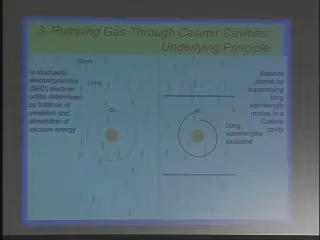 3. Pumping Gas Through Casimir Cavities:
Underlying Principle
Short
Long
In stochastic
electrodynamics
(SED) electron
orbits determined
by balance of
emission and
absorption of
vacuum energy
Balance
altered by
suppressing
long
wavelength
modes in a
Casimir
cavity
Long
wavelengths
excluded